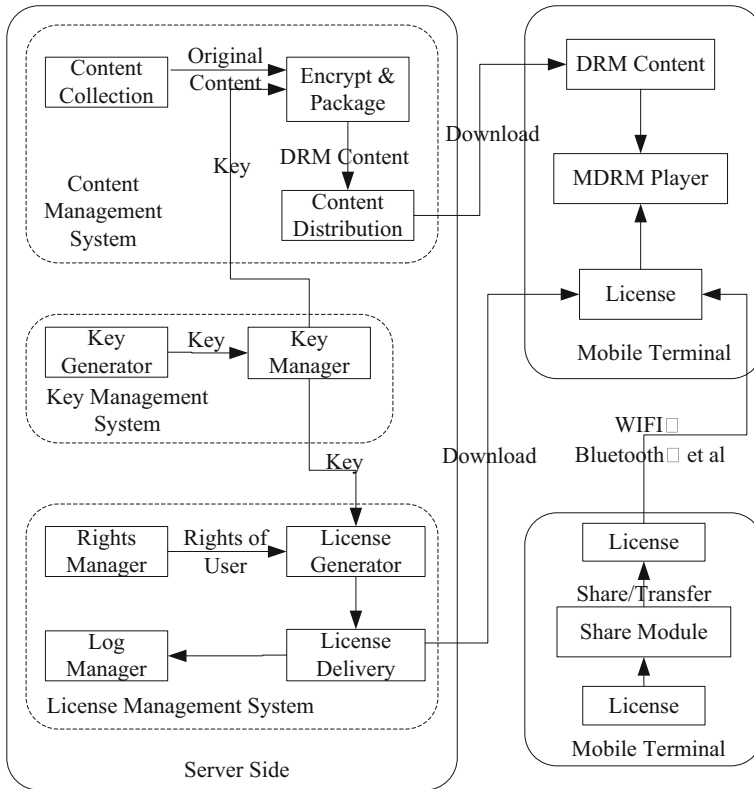 Content
Collection
Original
Content
Encrypt &
Package
Key
DRM Content
Content
Distribution
Content
Management
System
Download
DRM Content
MDRM Player
License
Mobile Terminal
Key
Generator
Key
Key
Manager
Key Management
System
Key
Download
WIFI□
Bluetooth□ et al
Rights
Manager
Rights of
User
License
Generator
Log
Manager
License
Delivery
License Management System
Server Side
License
Share/Transfer
Share Module
License
Mobile Terminal